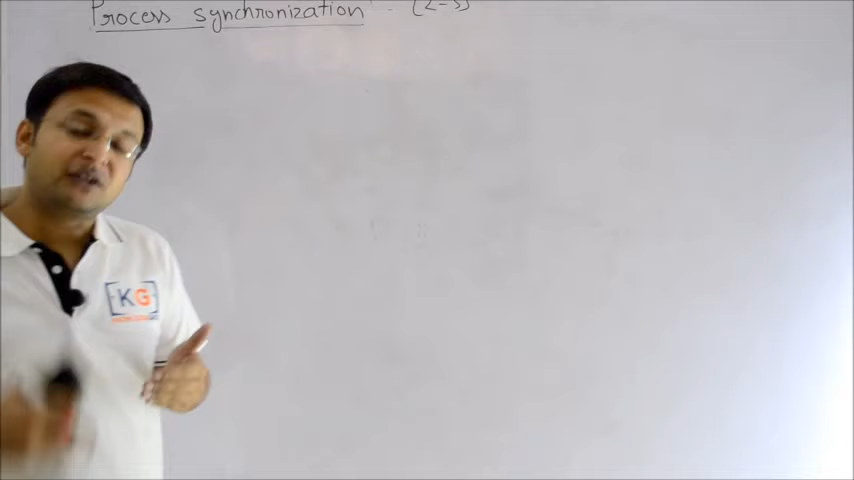 Process synchronization (2-3)
KG